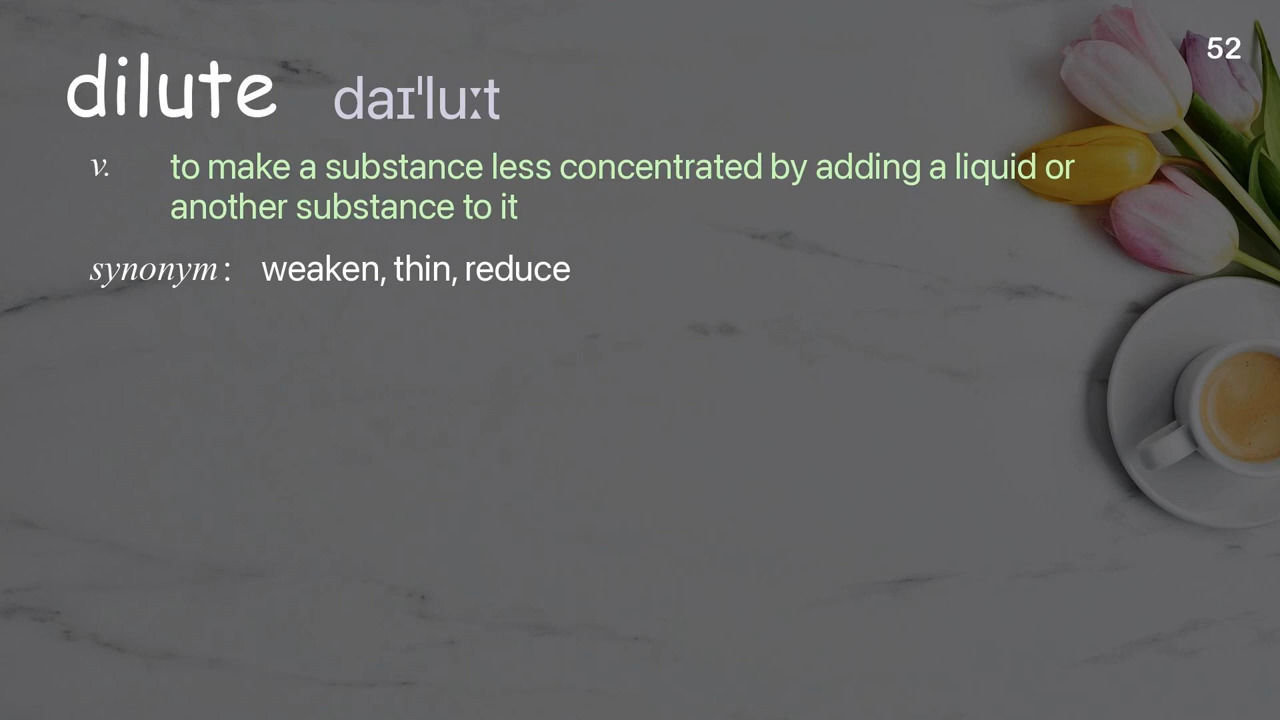 52
dilute daɪˈluːt
v. to make a substance less concentrated by adding a liquid or
another substance to it
synonym : weaken, thin, reduce